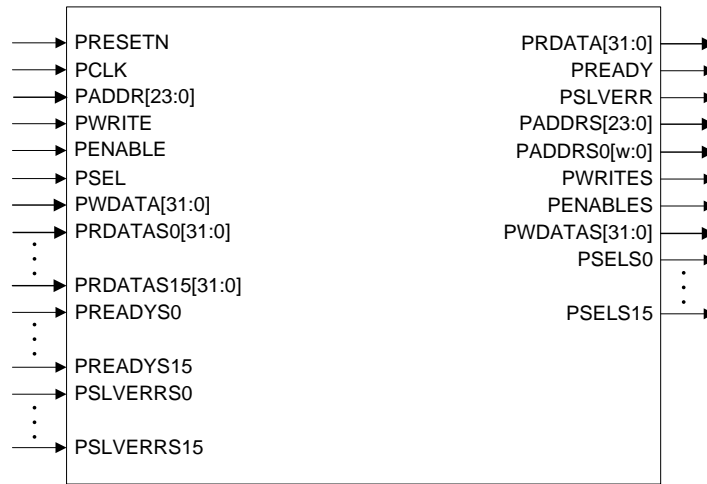 PRESETN
PCLK
PADDR[23:0]
PWRITE
PENABLE
PSEL
PWDATA[31:0]
PRDATAS0[31:0]
PRDATAS15[31:0]
PREADYS0
PREADYS15
PSLVERRS0
PSLVERRS15
PRDATA[31:0]
PREADY
PSLVERR
PADDRS[23:0]
PADDRS0[w:0]
PWRITES
PENABLES
PWDATAS[31:0]
PSELS0
PSELS15